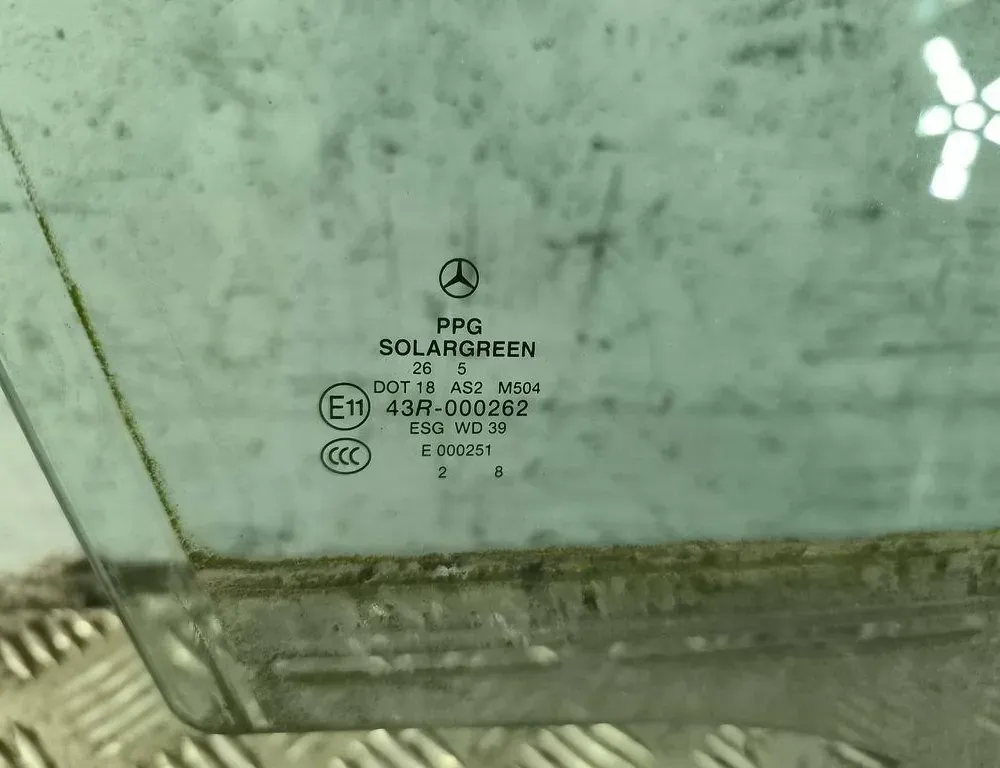 PPG
SOLARGREEN
26 5
DOT 18 AS2 M504
E11 43R-000262
ESG WD 39
CCC E 000251
2 8